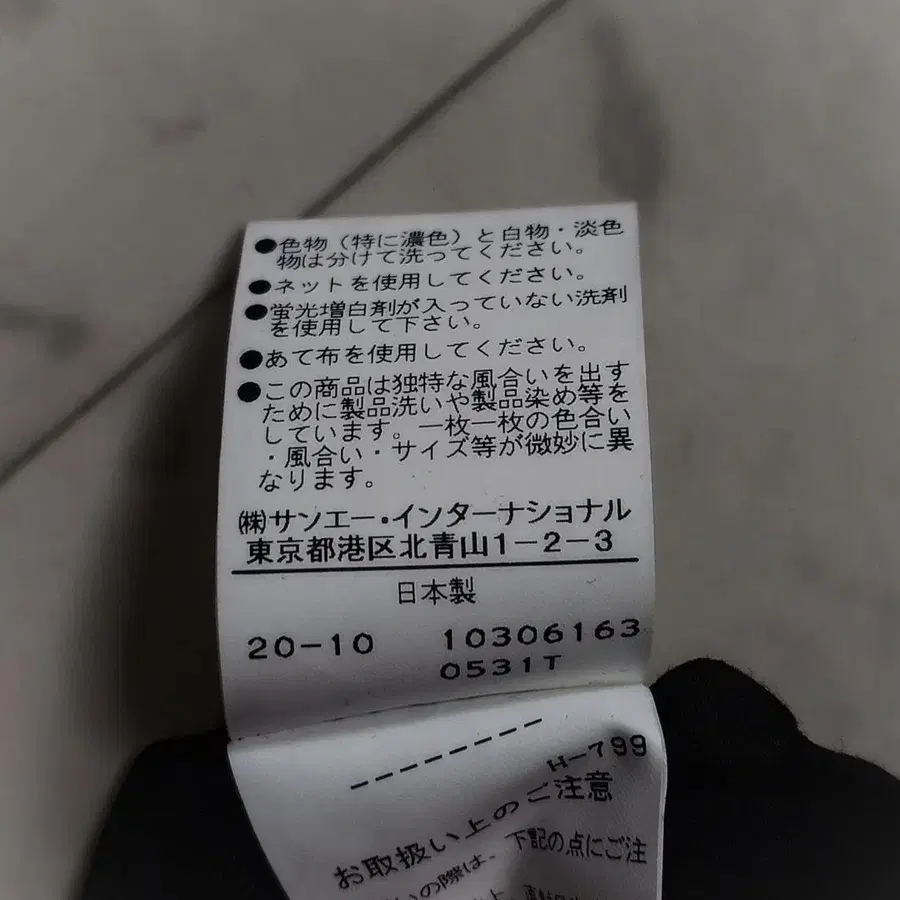 ●色物（特に濃色）と白物・淡色
物は分けて洗ってください。
●ネットを使用してください。
●蛍光増白剤が入っていない洗剤
を使用して下さい。
●あて布を使用してください。
●この商品は独特な風合いを出す
ために製品洗いや製品染め等を
しています。一枚一枚の色合い
・風合い・サイズ等が微妙に異
なります。
㈱サンエー・インターナショナル
東京都港区北青山1－2－3
日本製
20-10 10306163
0531T
H-799
お取扱い上のご注意
の際は、下記の点にご注